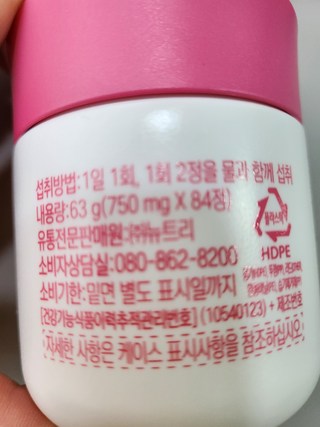 섭취방법:1일 1회, 1회 2정을 물과 함께 섭취
내용량:63 g(750 mg X 84정)
유통전문판매원:㈜뉴트리
소비자상담실:080-862-8200
소비기한:밑면 별도 표시일까지
[건강기능식품이력추적관리번호] (10540123) + 제조번호
자세한 사항은 케이스 표시사항을 참조하십시오.
플라스틱
HDPE